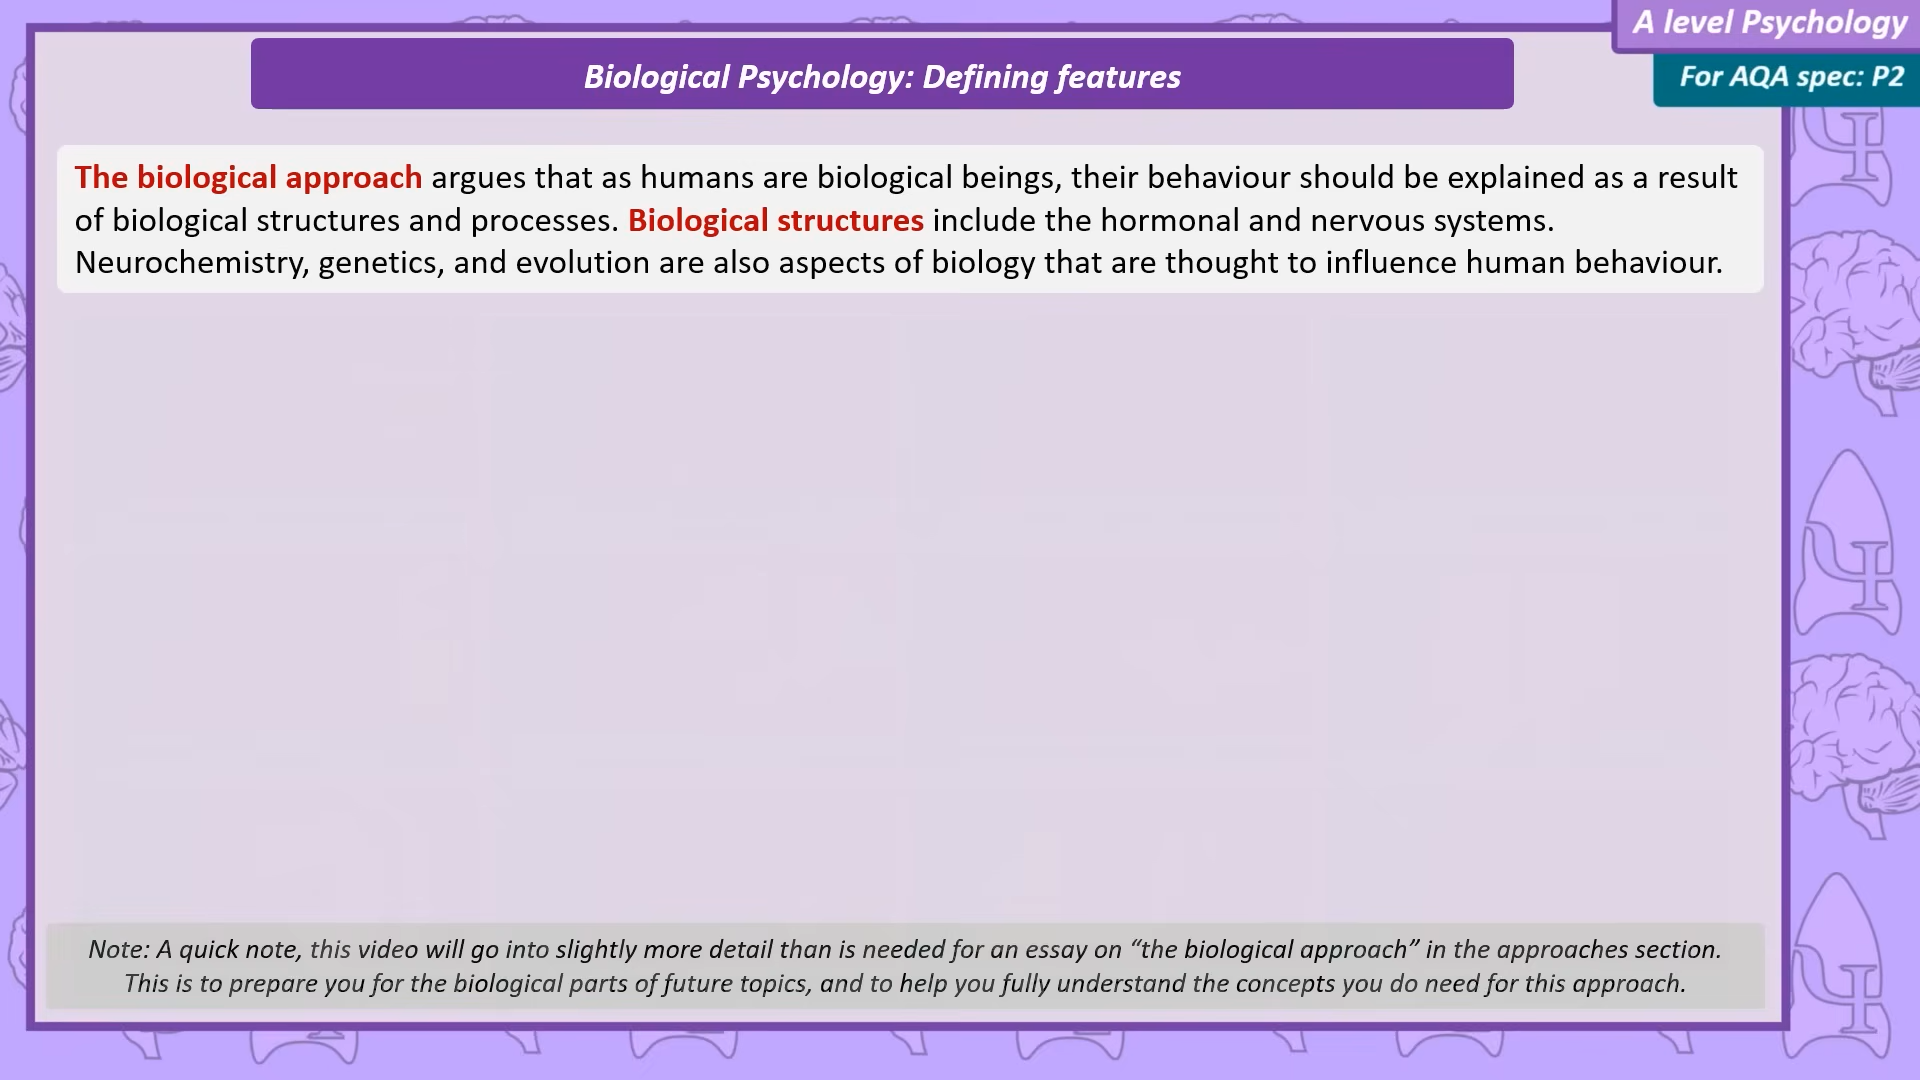 A level Psychology
Biological Psychology: Defining features
For AQA spec: P2
The biological approach argues that as humans are biological beings, their behaviour should be explained as a result
of biological structures and processes. Biological structures include the hormonal and nervous systems.
Neurochemistry, genetics, and evolution are also aspects of biology that are thought to influence human behaviour.
Note: A quick note, this video will go into slightly more detail than is needed for an essay on “the biological approach” in the approaches section.
This is to prepare you for the biological parts of future topics, and to help you fully understand the concepts you do need for this approach.